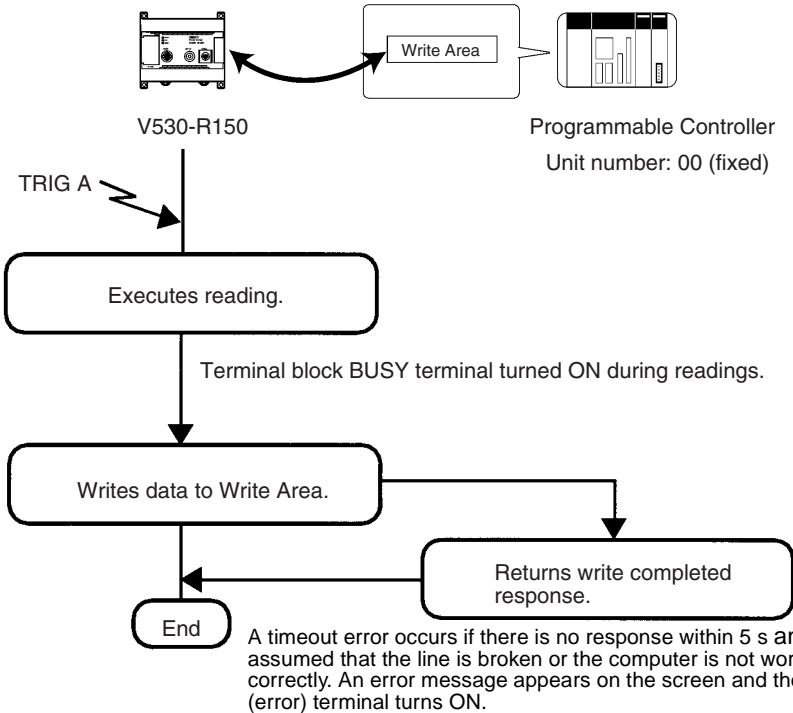 Write Area
V530-R150
Programmable Controller
Unit number: 00 (fixed)
TRIG A
Executes reading.
Terminal block BUSY terminal turned ON during readings.
Writes data to Write Area.
Returns write completed
response.
End
A timeout error occurs if there is no response within 5 s
assumed that the line is broken or the computer is not
correctly. An error message appears on the screen and
(error) terminal turns ON.